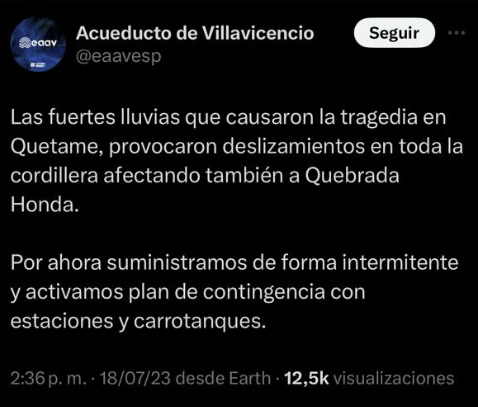 eaav
Acueducto de Villavicencio
Seguir
@eaavesp
Las fuertes lluvias que causaron la tragedia en
Quetame, provocaron deslizamientos en toda la
cordillera afectando también a Quebrada
Honda.
Por ahora suministramos de forma intermitente
y activamos plan de contingencia con
estaciones y carrotanques.
2:36 p. m. · 18/07/23 desde Earth · 12,5k visualizaciones